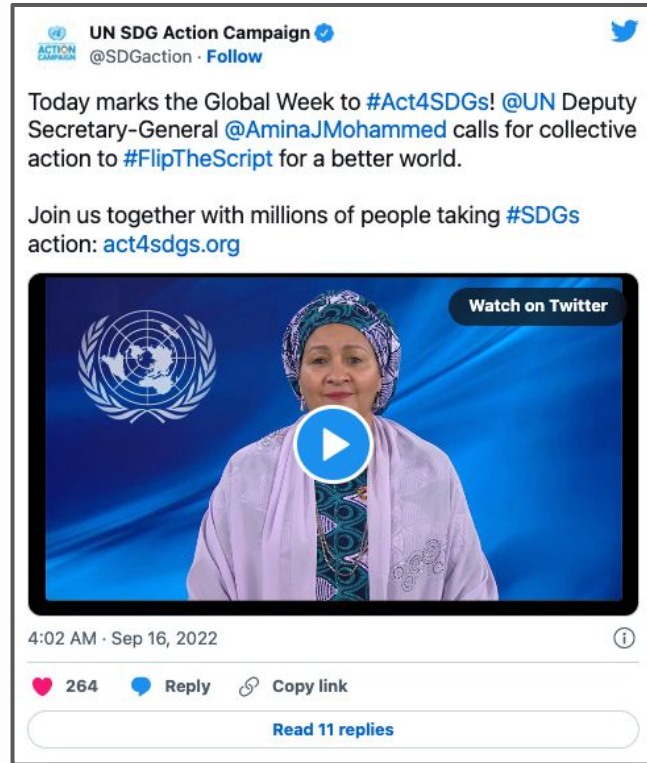 UN SDG Action Campaign
@SDGaction · Follow
ACTION
CAMPAIGN
Today marks the Global Week to #Act4SDGs! @UN Deputy
Secretary-General @AminaJMohammed calls for collective
action to #FlipTheScript for a better world.
Join us together with millions of people taking #SDGs
action: act4sdgs.org
Watch on Twitter
4:02 AM · Sep 16, 2022
264 Reply Copy link
Read 11 replies